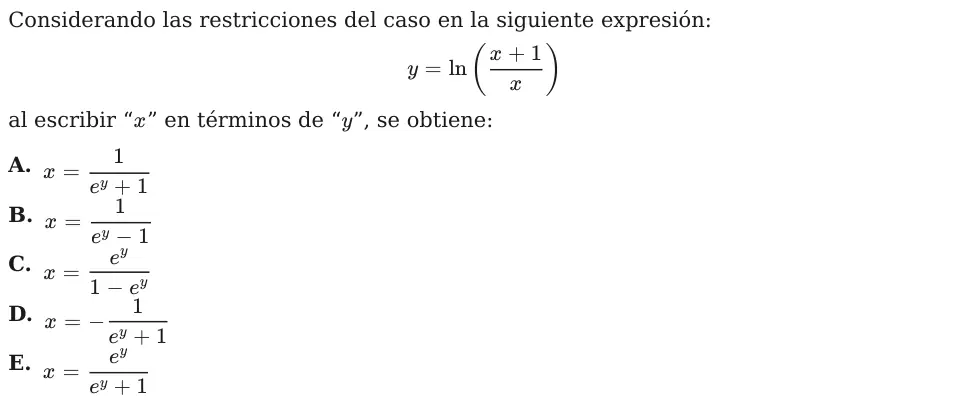 Considerando las restricciones del caso en la siguiente expresión:
y = ln((x + 1)/x)
al escribir “x” en términos de “y”, se obtiene:
A. x = 1/(e^y + 1)
B. x = 1/(e^y − 1)
C. x = e^y/(1 − e^y)
D. x = −1/(e^y + 1)
E. x = e^y/(e^y + 1)